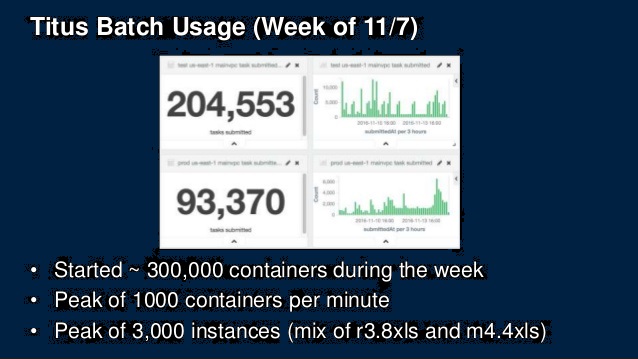 Titus Batch Usage (Week of 11/7)
test us-east-1 mainvpc task submitted...
204,553
tasks submitted
test us-east-1 mainvpc task submitted
Count
10,000
5,000
0
2016-11-10 16:00
2016-11-13 16:00
submittedAt per 3 hours
prod us-east-1 mainvpc task submitte...
93,370
tasks submitted
prod us-east-1 mainvpc task submitted
Count
6,000
4,000
2,000
0
2016-11-10 16:00
2016-11-13 16:00
submittedAt per 3 hours
• Started ~ 300,000 containers during the week
• Peak of 1000 containers per minute
• Peak of 3,000 instances (mix of r3.8xls and m4.4xls)